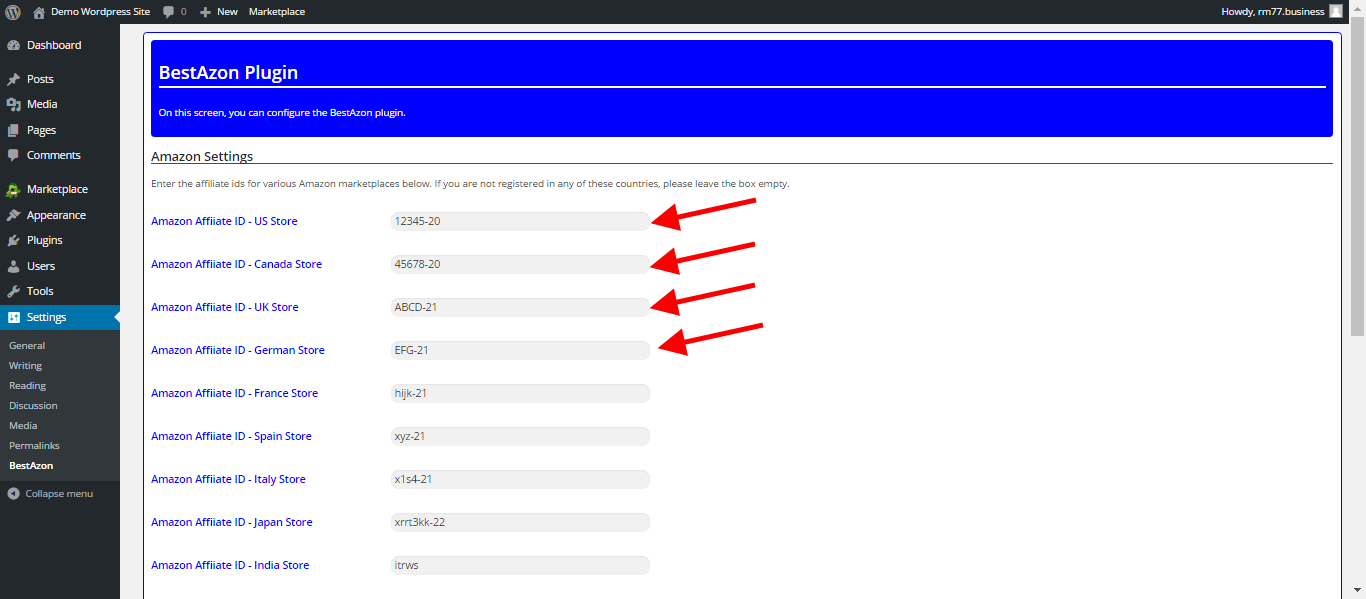 Demo Wordpress Site 0 New Marketplace Howdy, rm77.business
Dashboard
Posts
Media
Pages
Comments
Marketplace
Appearance
Plugins
Users
Tools
Settings
General
Writing
Reading
Discussion
Media
Permalinks
BestAzon
Collapse menu
BestAzon Plugin
On this screen, you can configure the BestAzon plugin.
Amazon Settings
Enter the affiliate ids for various Amazon marketplaces below. If you are not registered in any of these countries, please leave the box empty.
Amazon Affiiate ID - US Store 12345-20
Amazon Affiiate ID - Canada Store 45678-20
Amazon Affiiate ID - UK Store ABCD-21
Amazon Affiiate ID - German Store EFG-21
Amazon Affiiate ID - France Store hijk-21
Amazon Affiiate ID - Spain Store xyz-21
Amazon Affiiate ID - Italy Store x1s4-21
Amazon Affiiate ID - Japan Store xrrt3kk-22
Amazon Affiiate ID - India Store itrws